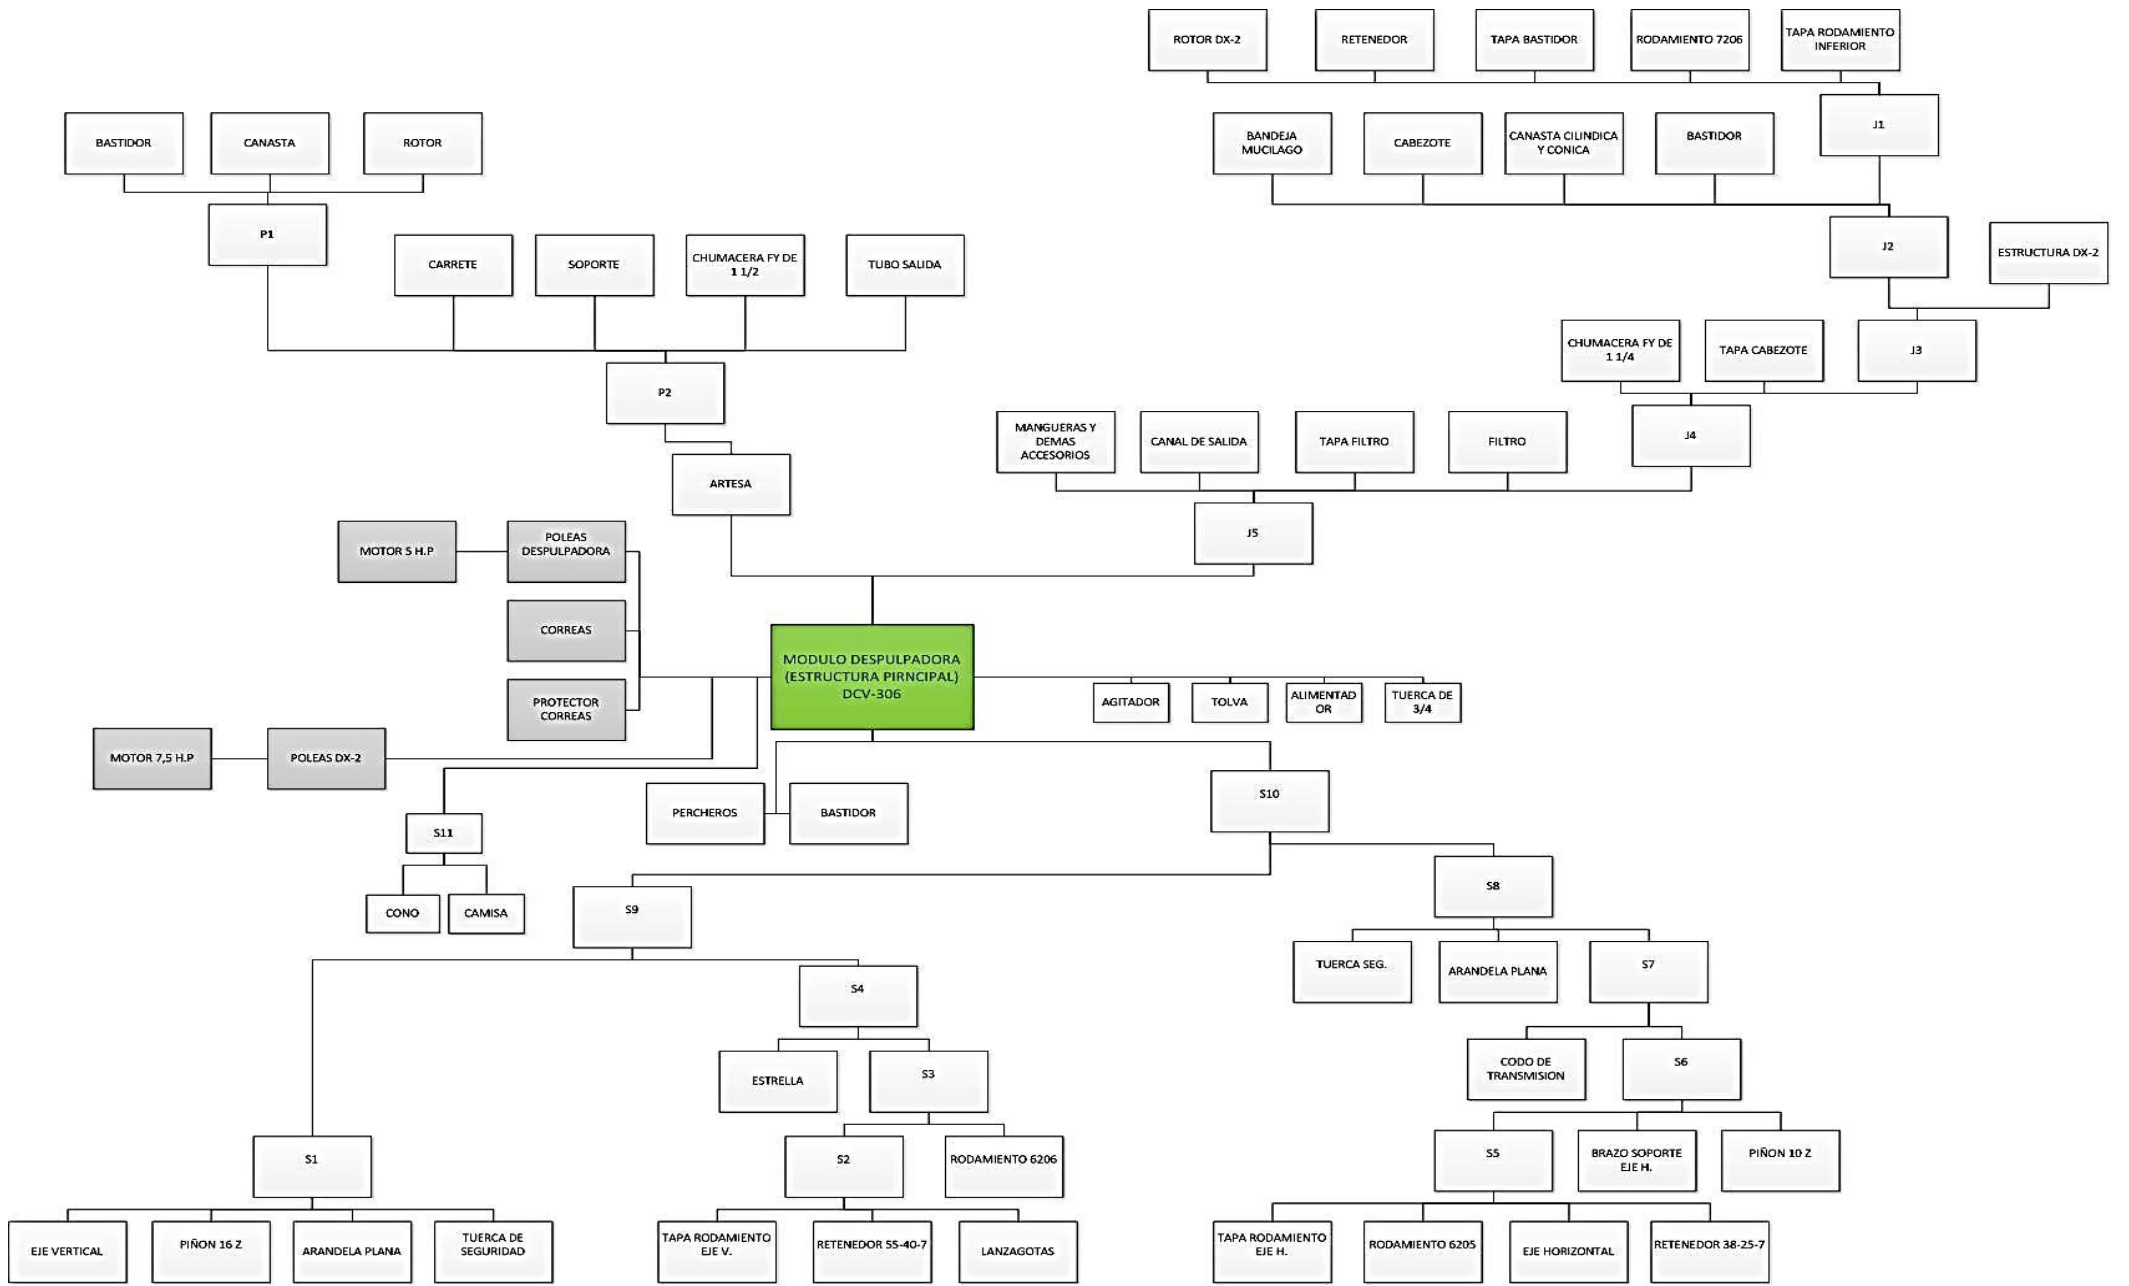 ROTOR DX-2
RETENEDOR
TAPA BASTIDOR
RODAMIENTO 7206
TAPA RODAMIENTO
INFERIOR
J1
BASTIDOR
CANASTA
ROTOR
BANDEJA
MUCILAGO
CABEZOTE
CANASTA CILINDICA
Y CONICA
BASTIDOR
P1
J2
ESTRUCTURA DX-2
CARRETE
SOPORTE
CHUMACERA FY DE
1 1/2
TUBO SALIDA
CHUMACERA FY DE
1 1/4
TAPA CABEZOTE
J3
P2
J4
MANGUERAS Y
DEMAS
ACCESORIOS
CANAL DE SALIDA
TAPA FILTRO
FILTRO
ARTESA
J5
MOTOR 5 H.P
POLEAS
DESPULPADORA
CORREAS
PROTECTOR
CORREAS
MODULO DESPULPADORA
(ESTRUCTURA PIRNCIPAL)
DCV-306
AGITADOR
TOLVA
ALIMENTAD
OR
TUERCA DE
3/4
MOTOR 7,5 H.P
POLEAS DX-2
PERCHEROS
BASTIDOR
S10
S11
CONO
CAMISA
S9
S8
TUERCA SEG.
ARANDELA PLANA
S7
S4
ESTRELLA
S3
CODO DE
TRANSMISION
S6
S1
S2
RODAMIENTO 6206
S5
BRAZO SOPORTE
EJE H.
PIÑON 10 Z
EJE VERTICAL
PIÑON 16 Z
ARANDELA PLANA
TUERCA DE
SEGURIDAD
TAPA RODAMIENTO
EJE V.
RETENEDOR 55-40-7
LANZAGOTAS
TAPA RODAMIENTO
EJE H.
RODAMIENTO 6205
EJE HORIZONTAL
RETENEDOR 38-25-7